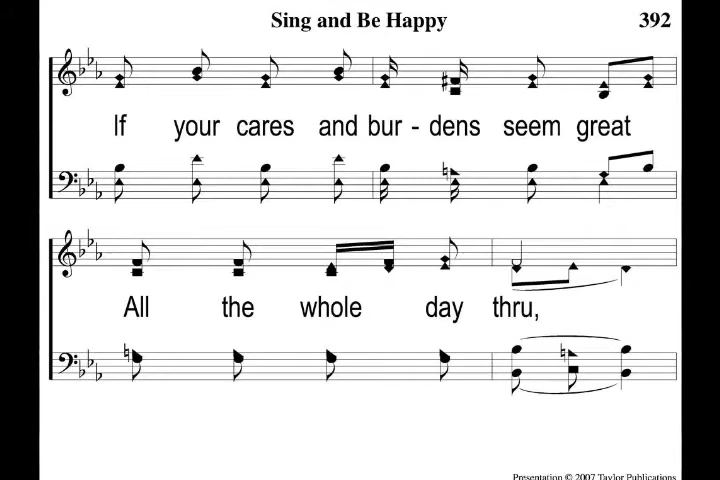 Sing and Be Happy 392
If your cares and bur - dens seem great
All the whole day thru,
Presentation © 2007 Taylor Publications